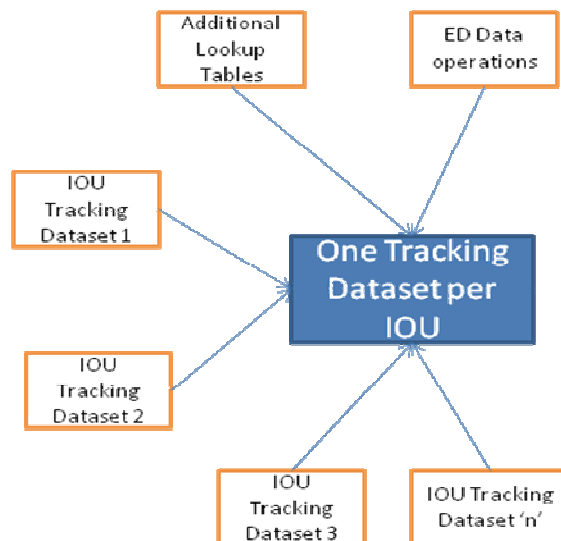 Additional
Lookup
Tables
ED Data
operations
IOU
Tracking
Dataset 1
One Tracking
Dataset per
IOU
IOU
Tracking
Dataset 2
IOU
Tracking
Dataset 3
IOU Tracking
Dataset ‘n’